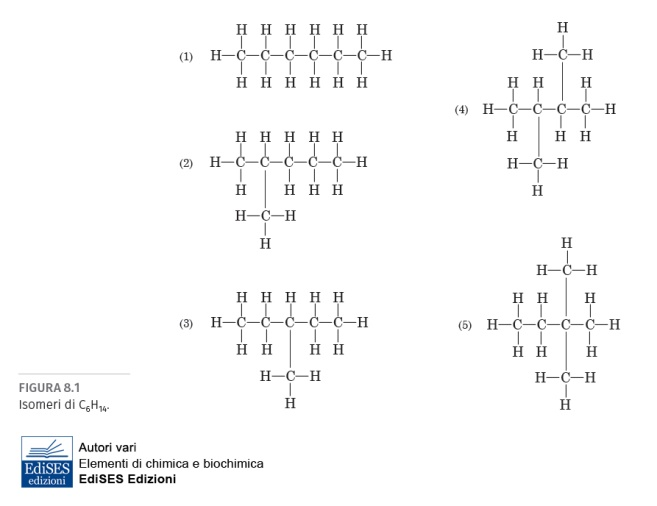 H H H H H H
(1) H—C—C—C—C—C—C—H
H H H H H H
H H H H H
(2) H—C—C—C—C—C—H
H H H H
H—C—H
H
H H H H H
(3) H—C—C—C—C—C—H
H H H H
H—C—H
H
H
H—C—H
H H H
(4) H—C—C—C—C—H
H H H
H—C—H
H
H
H—C—H
H H H
(5) H—C—C—C—C—H
H H H
H—C—H
H
FIGURA 8.1
Isomeri di C₆H₁₄.
EdiSES
edizioni
Autori vari
Elementi di chimica e biochimica
EdiSES Edizioni